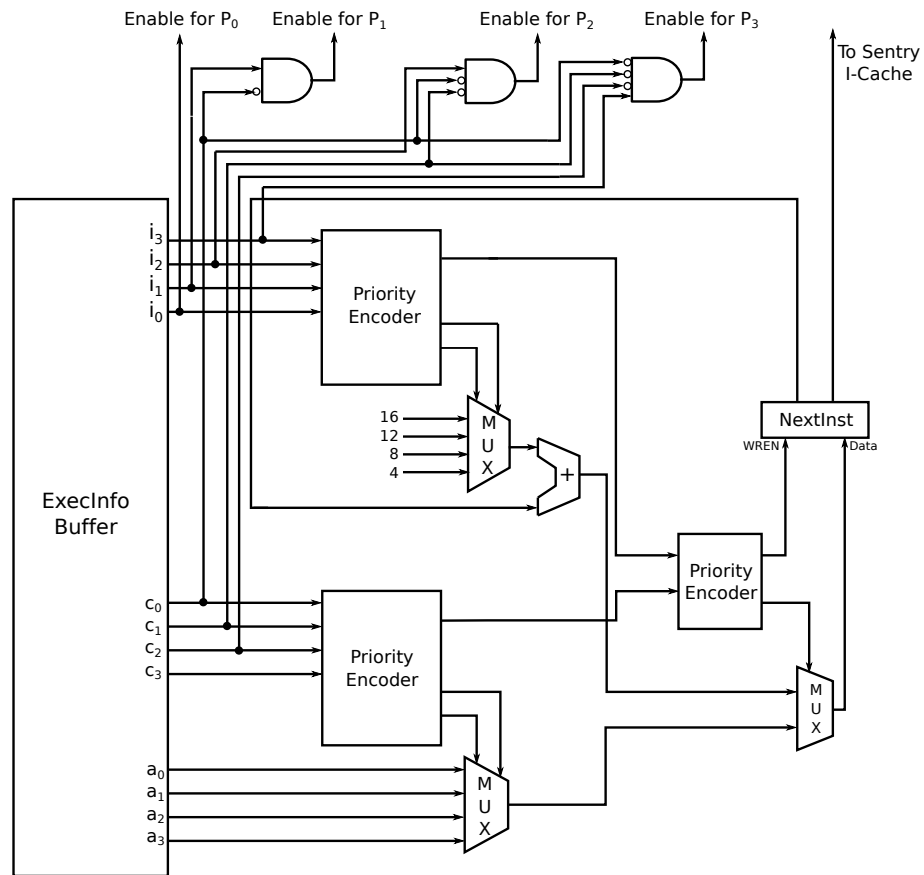 Enable for P0
Enable for P1
Enable for P2
Enable for P3
To Sentry
I-Cache
i3
i2
i1
i0
Priority
Encoder
16
12
8
4
M
U
X
+
NextInst
WREN
Data
ExecInfo
Buffer
Priority
Encoder
c0
c1
c2
c3
Priority
Encoder
M
U
X
a0
a1
a2
a3
M
U
X